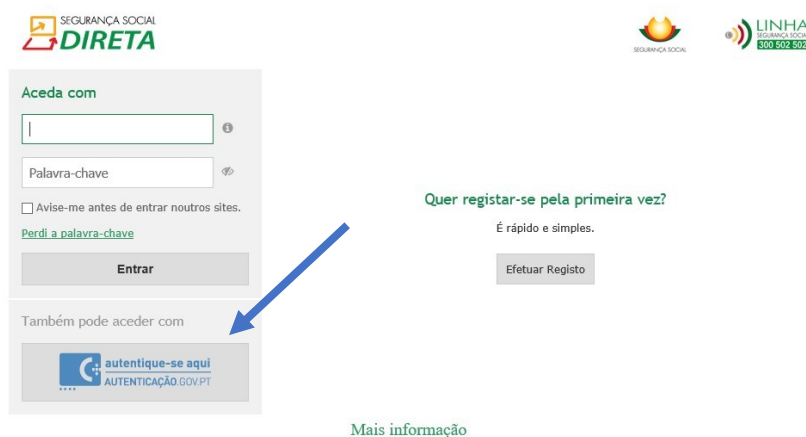 SEGURANÇA SOCIAL
DIRETA
SEGURANÇA SOCIAL
LINHA
SEGURANÇA SOCIAL
300 502 502
Aceda com
Palavra-chave
Avise-me antes de entrar noutros sites.
Perdi a palavra-chave
Entrar
Quer registar-se pela primeira vez?
É rápido e simples.
Efetuar Registo
Também pode aceder com
autentique-se aqui
AUTENTICAÇÃO.GOV.PT
Mais informação